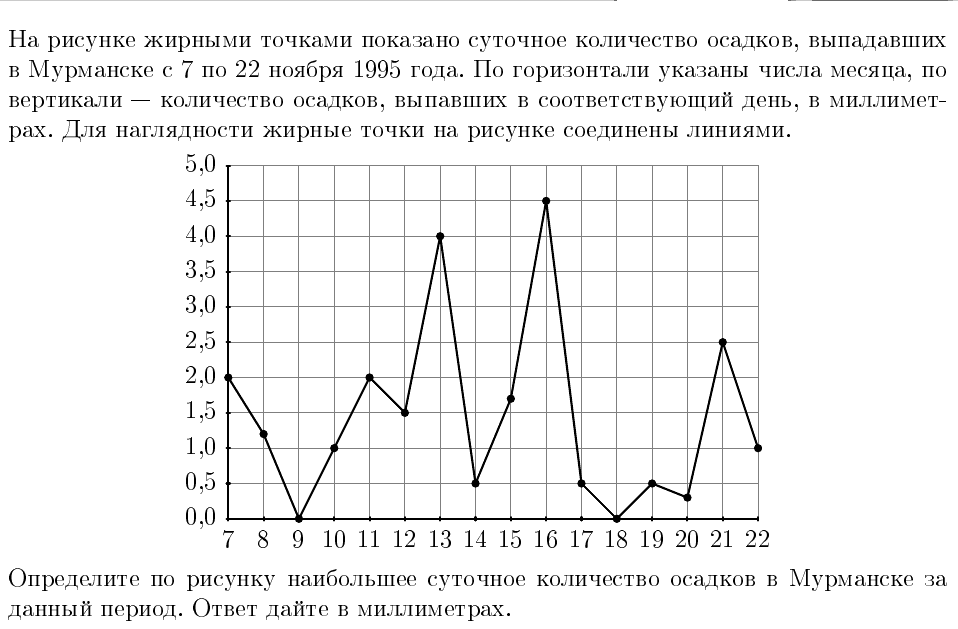 На рисунке жирными точками показано суточное количество осадков, выпадавших
в Мурманске с 7 по 22 ноября 1995 года. По горизонтали указаны числа месяца, по
вертикали — количество осадков, выпавших в соответствующий день, в миллимет-
рах. Для наглядности жирные точки на рисунке соединены линиями.
5,0
4,5
4,0
3,5
3,0
2,5
2,0
1,5
1,0
0,5
0,0
7 8 9 10 11 12 13 14 15 16 17 18 19 20 21 22
Определите по рисунку наибольшее суточное количество осадков в Мурманске за
данный период. Ответ дайте в миллиметрах.